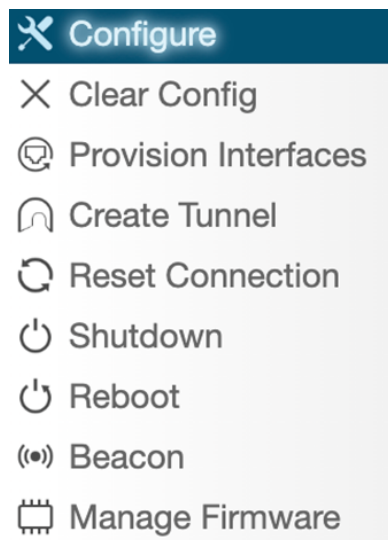 Configure
Clear Config
Provision Interfaces
Create Tunnel
Reset Connection
Shutdown
Reboot
Beacon
Manage Firmware